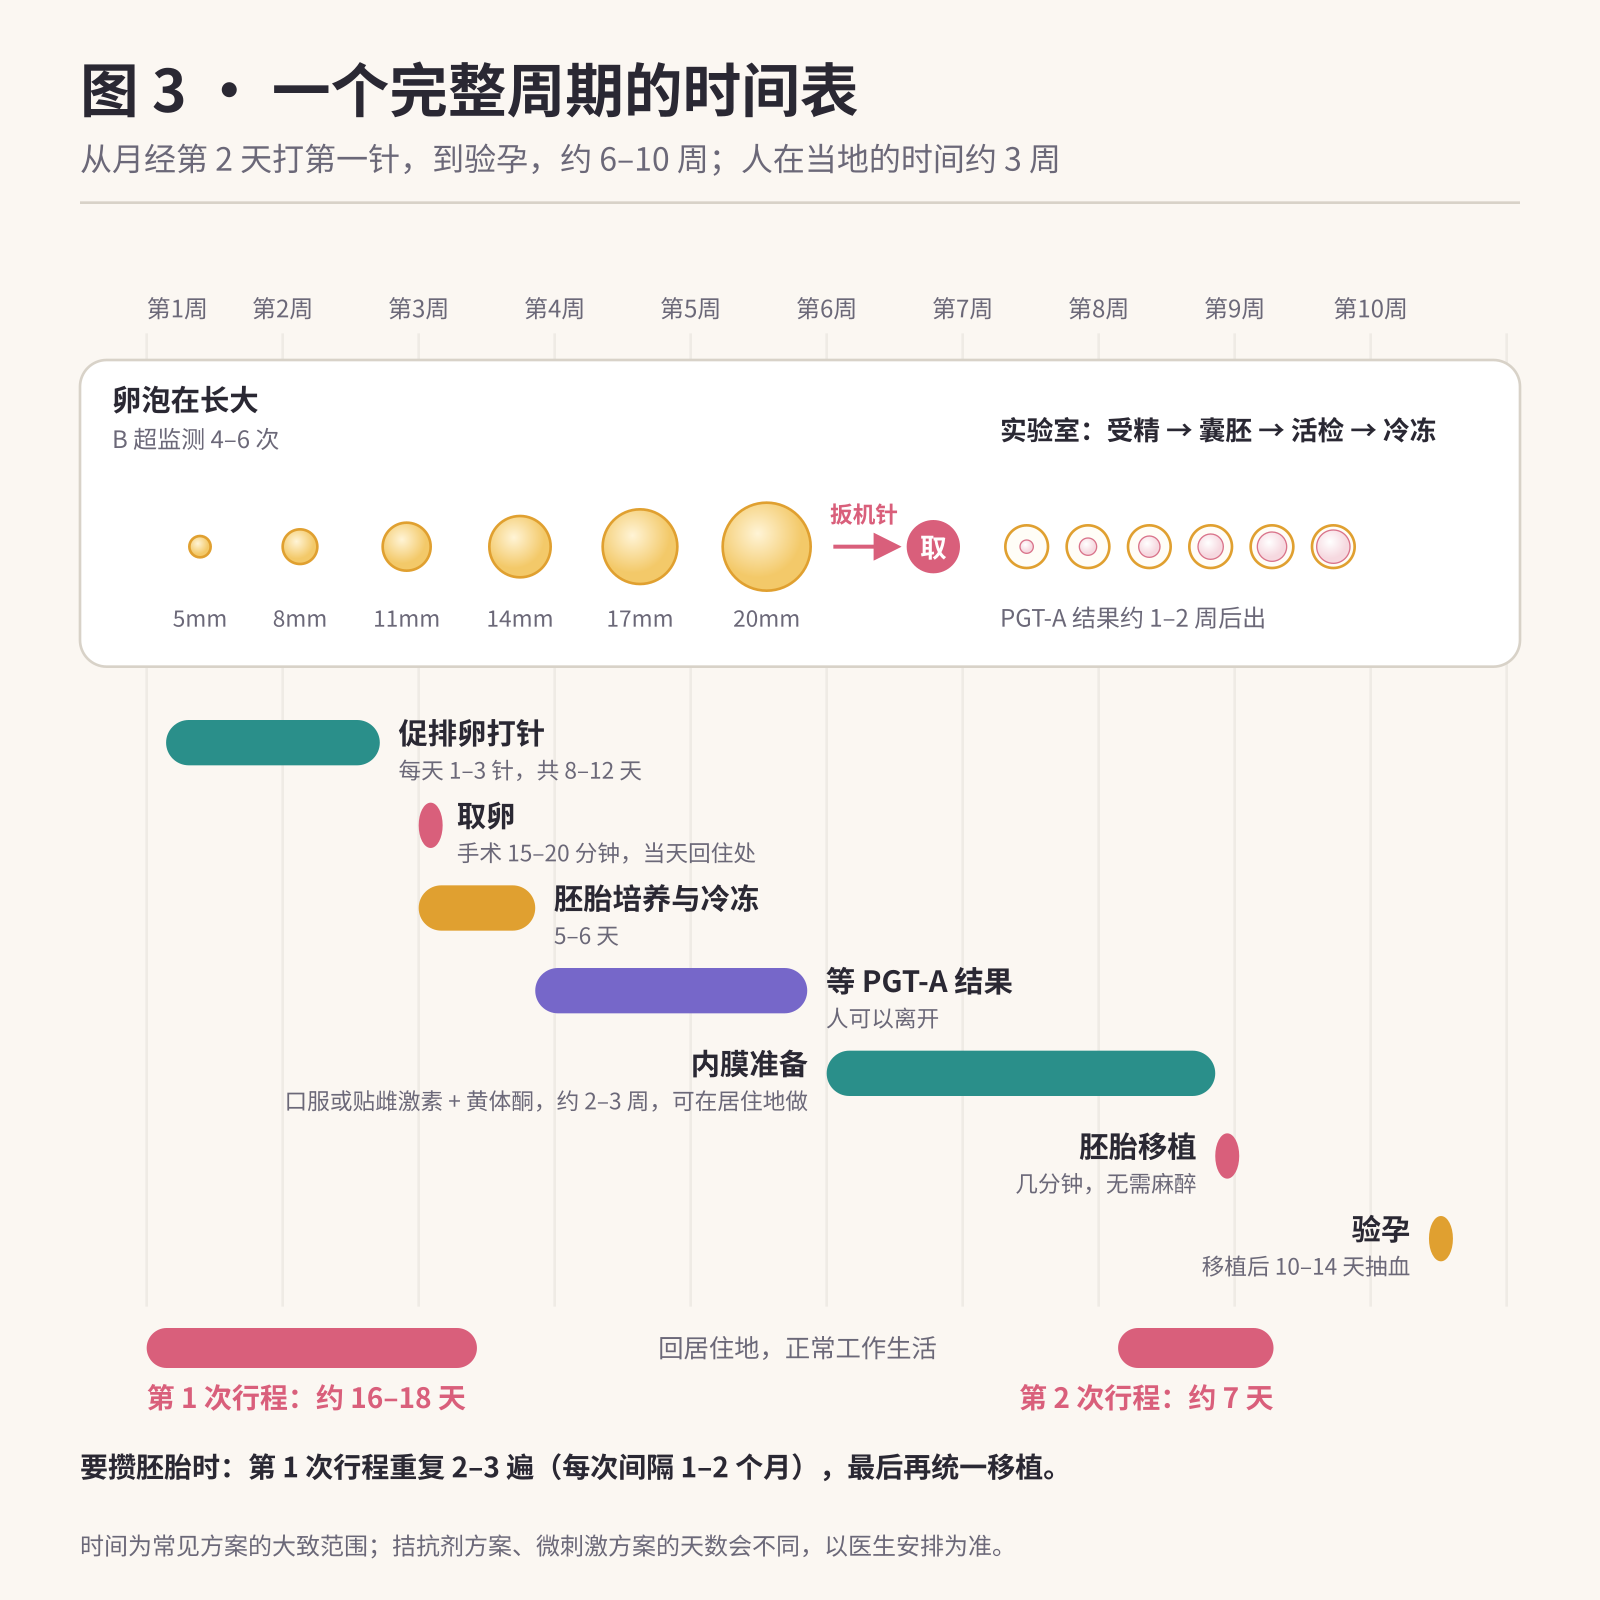 图 3 · 一个完整周期的时间表
从月经第 2 天打第一针，到验孕，约 6–10 周；人在当地的时间约 3 周
第1周 第2周 第3周 第4周 第5周 第6周 第7周 第8周 第9周 第10周
卵泡在长大
B 超监测 4–6 次
实验室：受精 → 囊胚 → 活检 → 冷冻
扳机针
取
5mm 8mm 11mm 14mm 17mm 20mm
PGT-A 结果约 1–2 周后出
促排卵打针
每天 1–3 针，共 8–12 天
取卵
手术 15–20 分钟，当天回住处
胚胎培养与冷冻
5–6 天
等 PGT-A 结果
人可以离开
内膜准备
口服或贴雌激素 + 黄体酮，约 2–3 周，可在居住地做
胚胎移植
几分钟，无需麻醉
验孕
移植后 10–14 天抽血
回居住地，正常工作生活
第 1 次行程：约 16–18 天
第 2 次行程：约 7 天
要攒胚胎时：第 1 次行程重复 2–3 遍（每次间隔 1–2 个月），最后再统一移植。
时间为常见方案的大致范围；拮抗剂方案、微刺激方案的天数会不同，以医生安排为准。